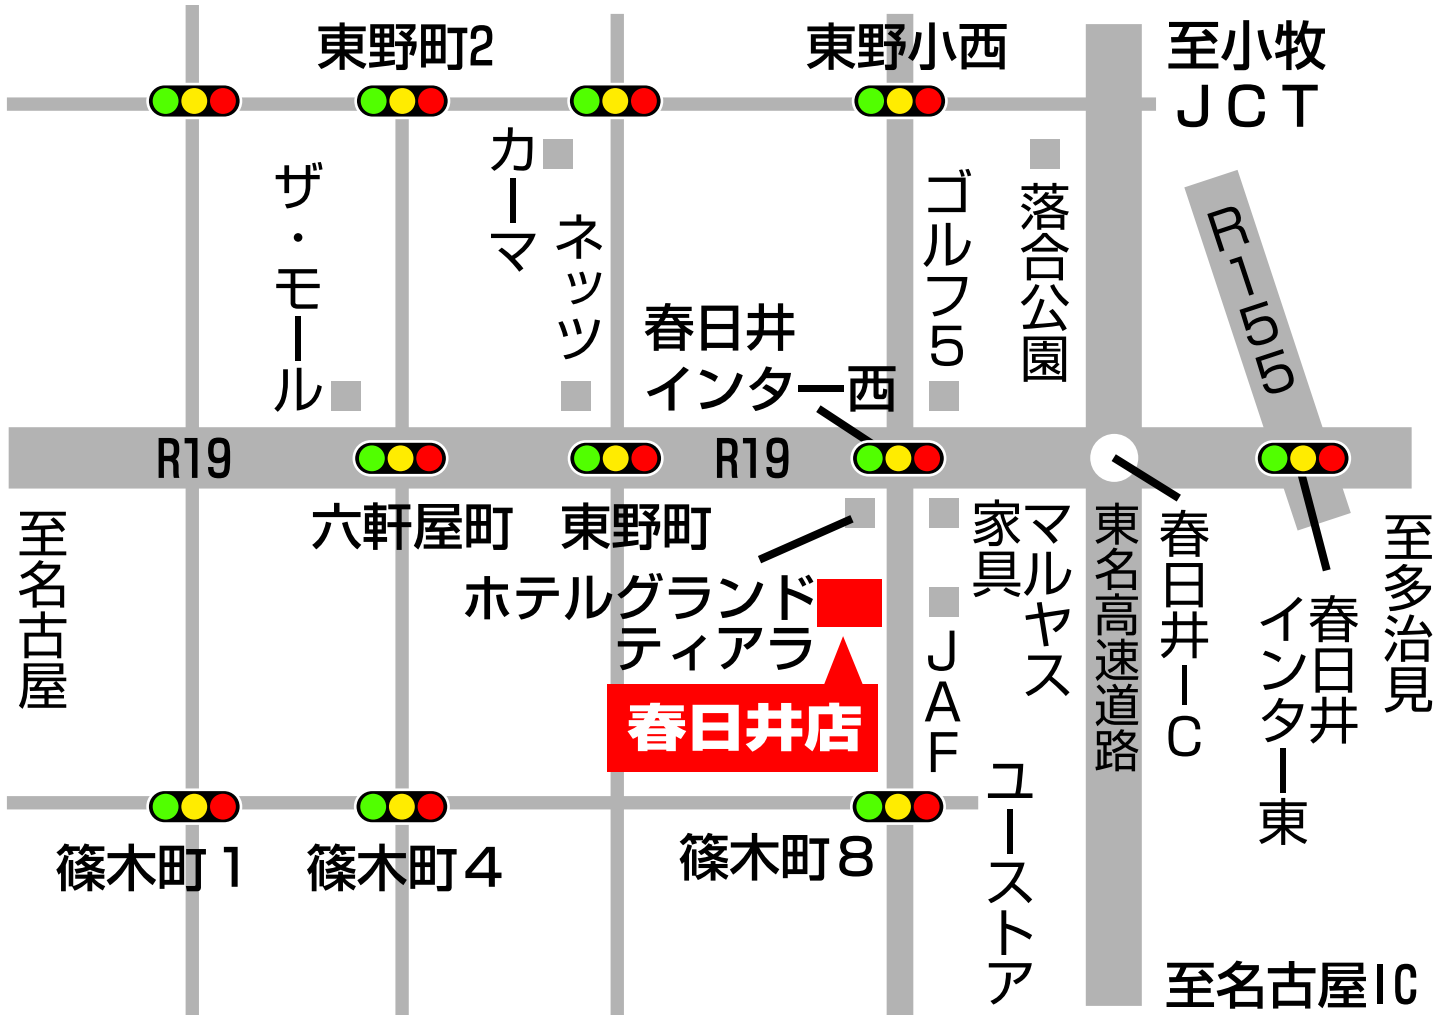 東野町2
東野小西
至小牧
JCT
カーマ
ザ・モール
ネッツ
ゴルフ5
落合公園
R155
春日井
インター西
R19
R19
六軒屋町
東野町
至名古屋
ホテルグランド
ティアラ
春日井店
マルヤス
家具
JAF
ユーストア
東名高速道路
春日井IC
春日井
インター東
至多治見
篠木町1
篠木町4
篠木町8
至名古屋IC